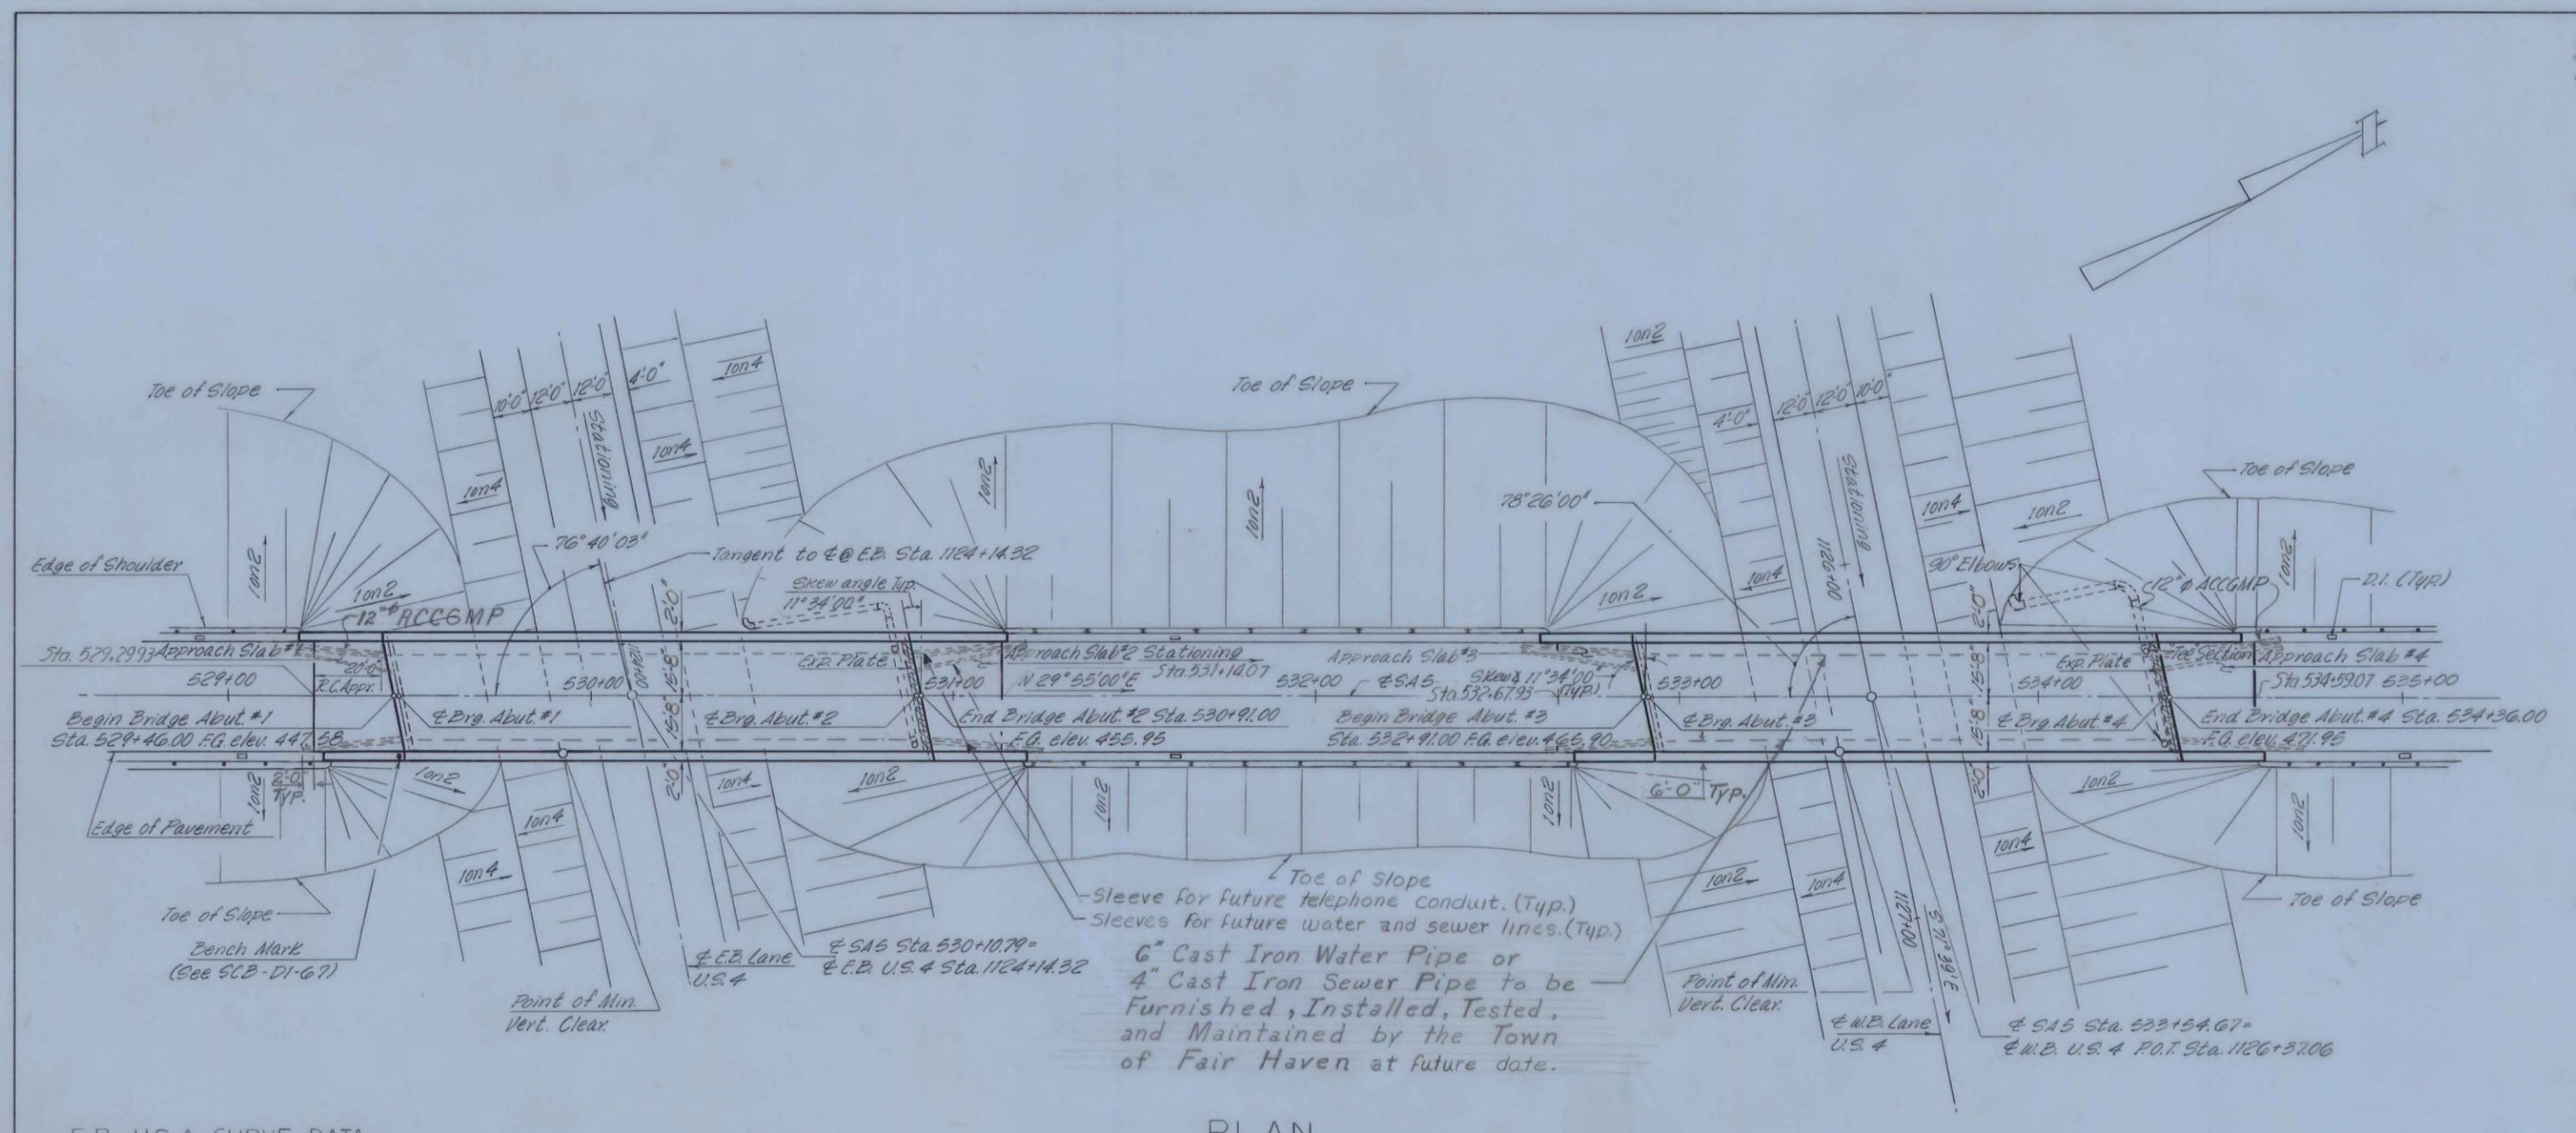 Toe of Slope
10'-0" 12'-0" 12'-0" 4'-0"
1on4
1on4
1on4
Stationing
Toe of Slope
1on2
4'-0" 12'-0" 12'-0" 10'-0"
Stationing
1126+00
1on4
1on4
1on2
Toe of Slope
78°26'00"
76°40'03"
Tangent to ℄ @ E.B. Sta. 1124+14.32
Skew angle Typ.
11°34'00"
Edge of Shoulder
1on2
1on2
12"ø ACCGMP
1on2
1on2
1on2
90° Elbows
12"ø ACCGMP
1on2
D.I. (Typ.)
2'-0"
15'-8"
15'-8"
2'-0"
1124+00
2'-0"
15'-8"
15'-8"
2'-0"
Sta. 529+29.93 Approach Slab #1
20'-0"
R.C. Appr.
529+00
530+00
Exp. Plate
531+00
Approach Slab #2 Stationing
Sta 531+14.07
N 29°55'00"E
532+00
℄ SA5
Approach Slab #3
Skew ∡ 11°34'00"
(Typ.)
Sta. 532+67.93
533+00
534+00
Exp. Plate
Toe Section
Approach Slab #4
Sta 534+59.07 535+00
Begin Bridge Abut. #1
Sta. 529+46.00 F.G. elev. 447.58
℄ Brg. Abut. #1
℄ Brg. Abut. #2
End Bridge Abut. #2 Sta. 530+91.00
F.G. elev. 455.95
Begin Bridge Abut. #3
Sta. 532+91.00 F.G. elev. 465.90
℄ Brg. Abut. #3
℄ Brg. Abut. #4
End Bridge Abut. #4 Sta. 534+36.00
F.G. elev. 471.95
2'-0"
Typ.
1on2
1on2
1on4
1on2
1on2
1on2
6'-0" Typ.
1on2
1on2
Edge of Pavement
1on4
1on4
1on2
1on4
1on4
Toe of Slope
Toe of Slope
Toe of Slope
Sleeve for future telephone conduit. (Typ.)
Sleeves for future water and sewer lines. (Typ.)
6" Cast Iron Water Pipe or
4" Cast Iron Sewer Pipe to be
Furnished, Installed, Tested,
and Maintained by the Town
of Fair Haven at future date.
Bench Mark
(See SCB-D1-67)
Point of Min.
Vert. Clear.
℄ E.B. Lane
U.S. 4
℄ SA5 Sta. 530+10.79=
℄ E.B. U.S. 4 Sta. 1124+14.32
Point of Min.
Vert. Clear.
1127+00
S 71°39'E
℄ W.B. Lane
U.S. 4
℄ SA5 Sta. 533+54.67=
℄ W.B. U.S. 4 P.O.T. Sta. 1126+37.06
E.B. U.S. 4 CURVE DATA
PLAN